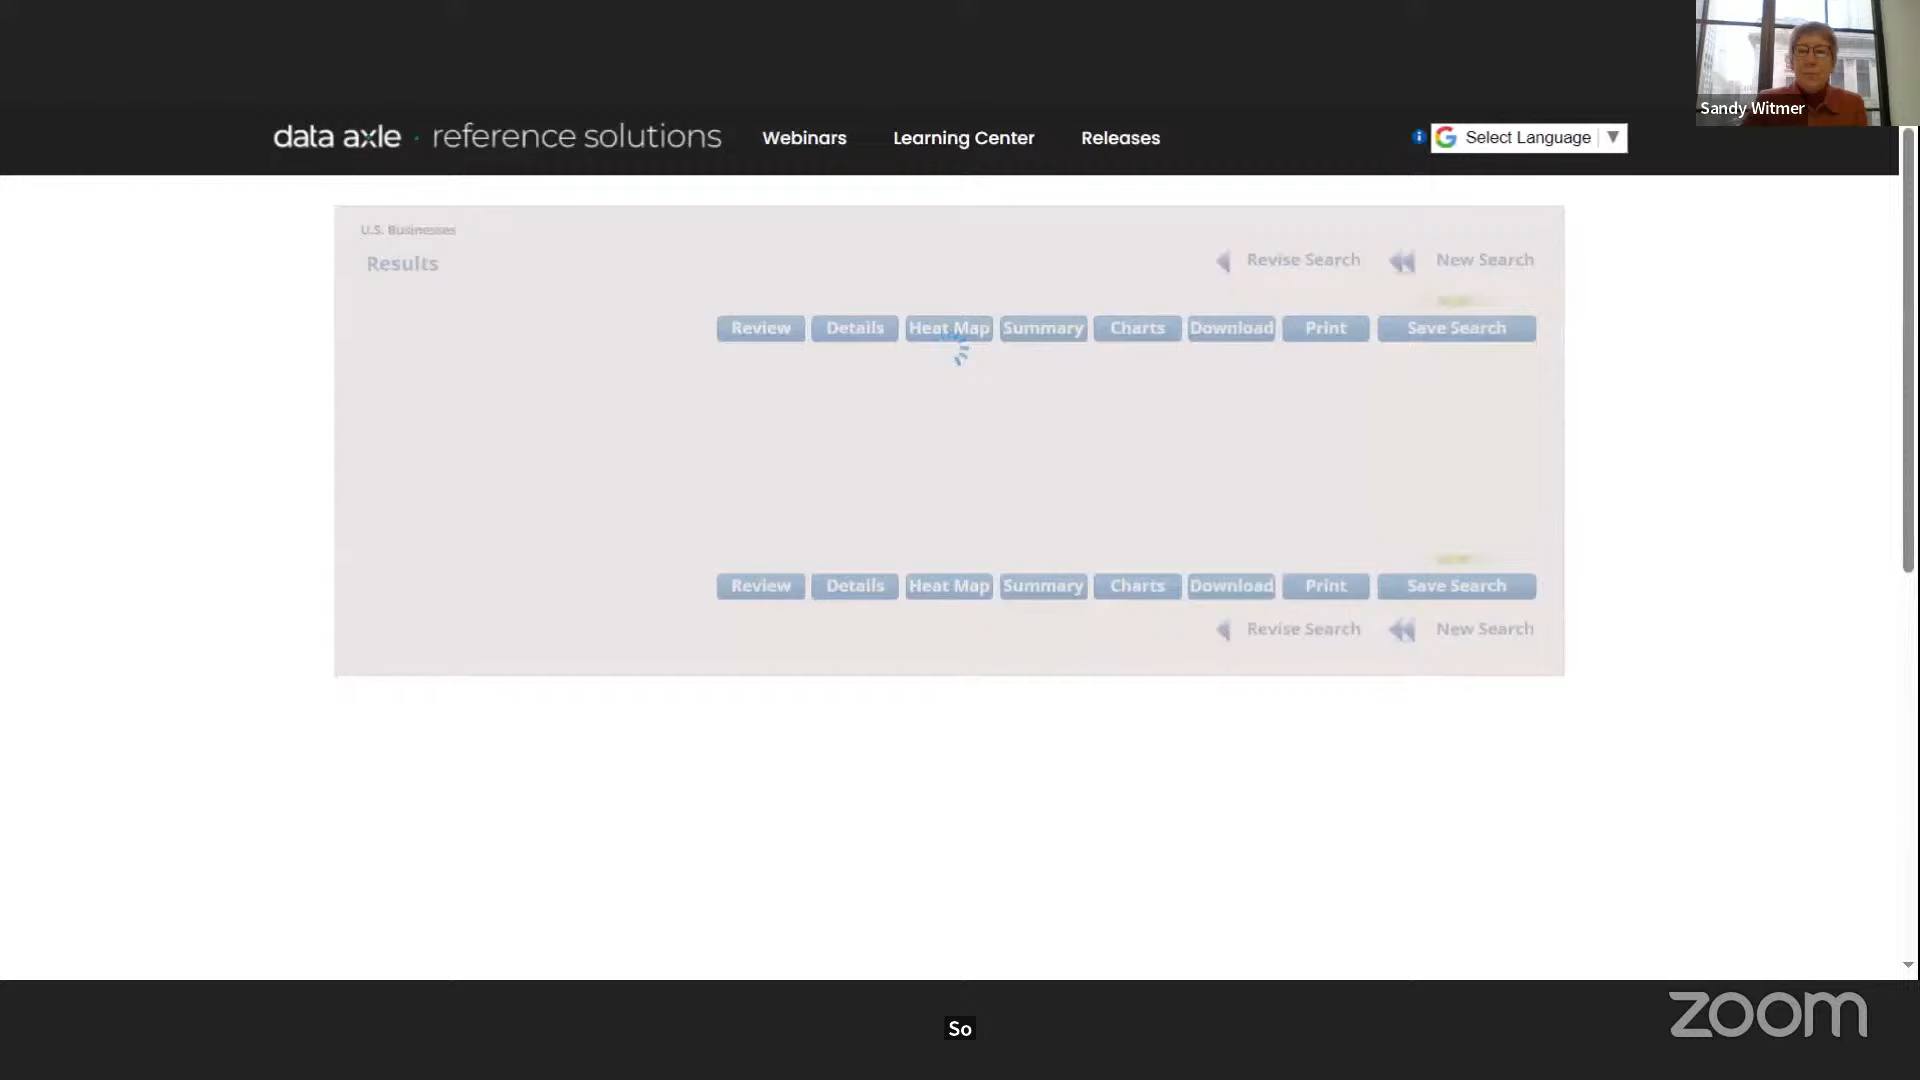 Sandy Witmer
data axle · reference solutions
Webinars
Learning Center
Releases
Select Language
U.S. Businesses
Results
Revise Search
New Search
Review
Details
Heat Map
Summary
Charts
Download
Print
Save Search
Review
Details
Heat Map
Summary
Charts
Download
Print
Save Search
Revise Search
New Search
So
zoom